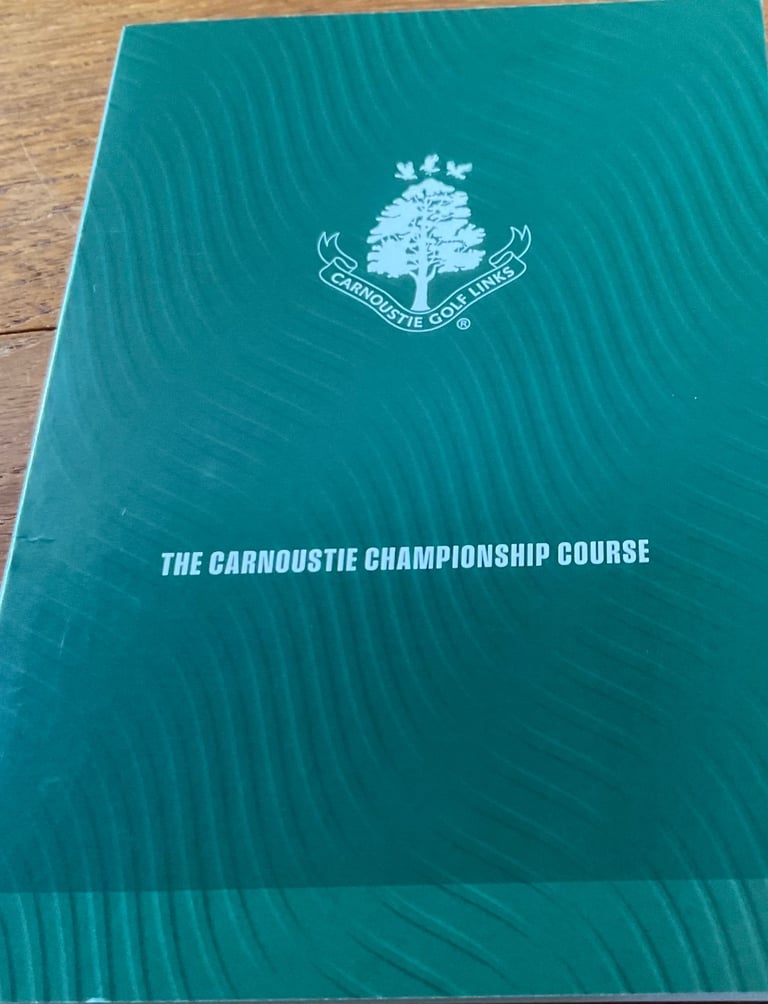 CARNOUSTIE GOLF LINKS
®
THE CARNOUSTIE CHAMPIONSHIP COURSE